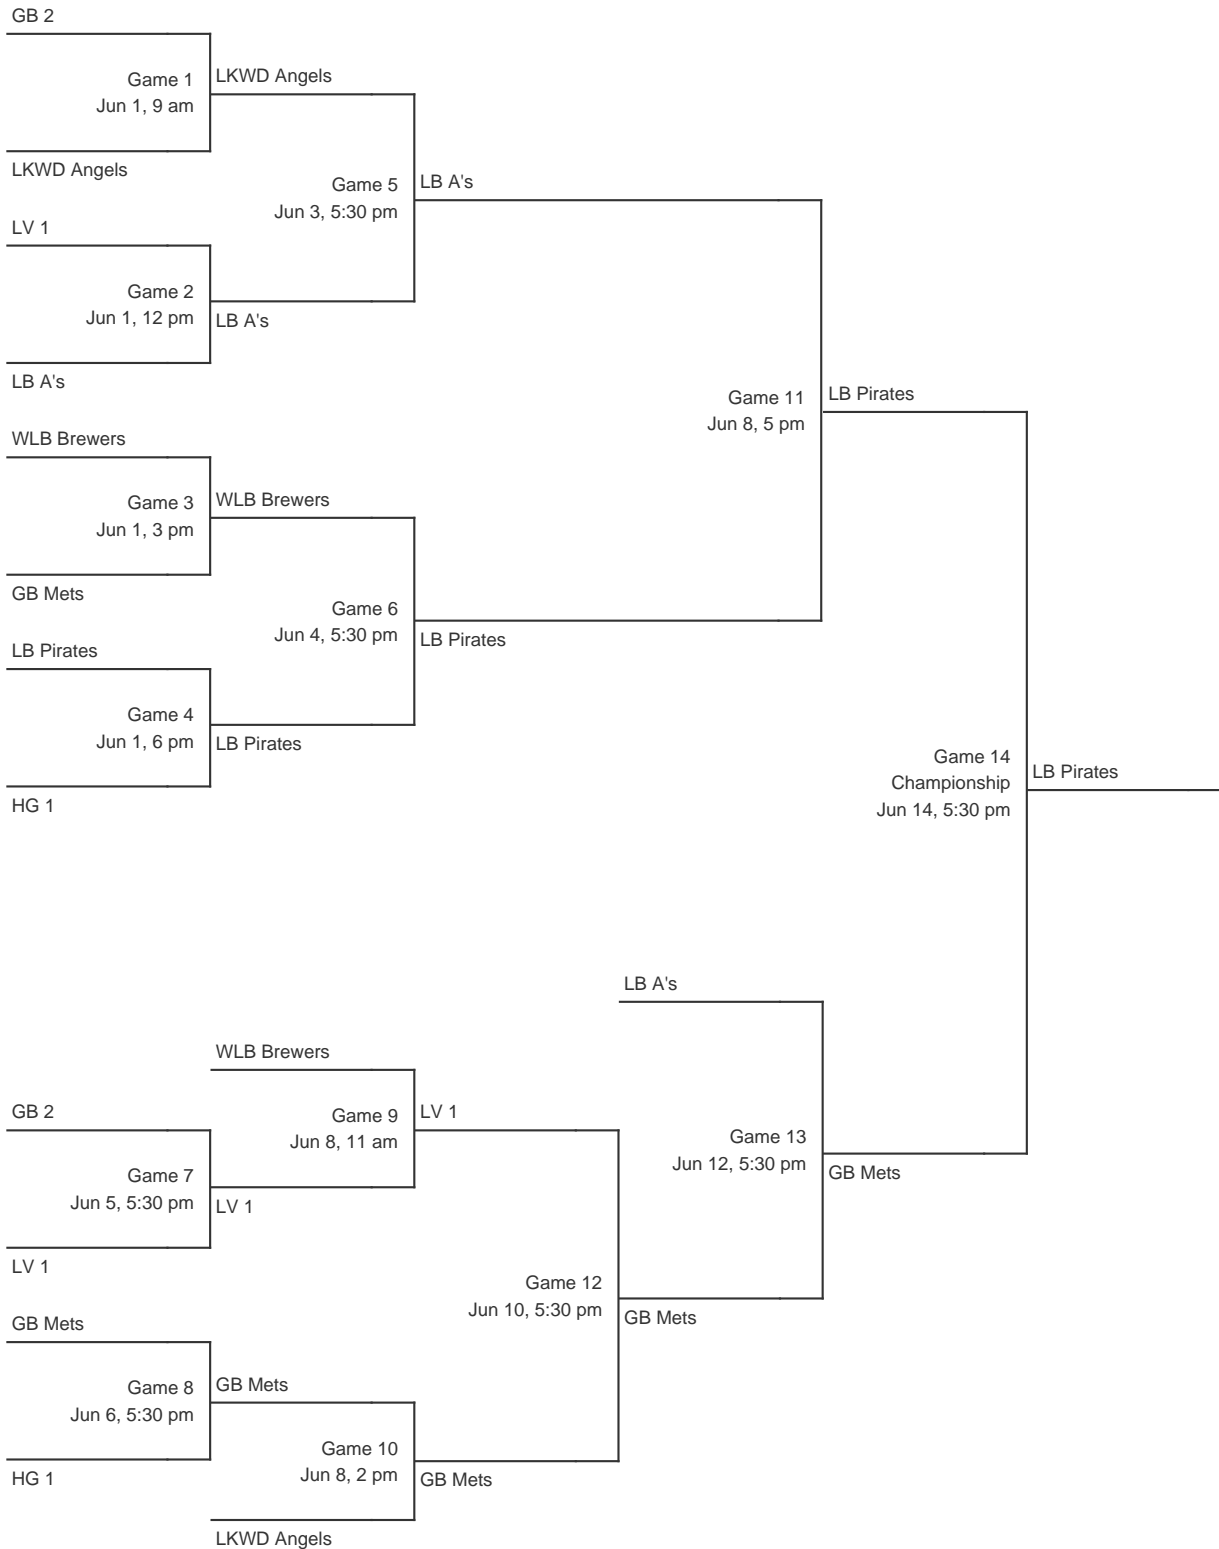 GB 2
Game 1
Jun 1, 9 am
LKWD Angels
LKWD Angels
Game 5
Jun 3, 5:30 pm
LB A's
LV 1
Game 2
Jun 1, 12 pm
LB A's
LB A's
Game 11
Jun 8, 5 pm
LB Pirates
WLB Brewers
Game 3
Jun 1, 3 pm
WLB Brewers
GB Mets
Game 6
Jun 4, 5:30 pm
LB Pirates
LB Pirates
Game 4
Jun 1, 6 pm
LB Pirates
HG 1
Game 14
Championship
Jun 14, 5:30 pm
LB Pirates
LB A's
WLB Brewers
GB 2
Game 9
Jun 8, 11 am
LV 1
Game 13
Jun 12, 5:30 pm
GB Mets
Game 7
Jun 5, 5:30 pm
LV 1
LV 1
Game 12
Jun 10, 5:30 pm
GB Mets
GB Mets
Game 8
Jun 6, 5:30 pm
GB Mets
HG 1
Game 10
Jun 8, 2 pm
GB Mets
LKWD Angels